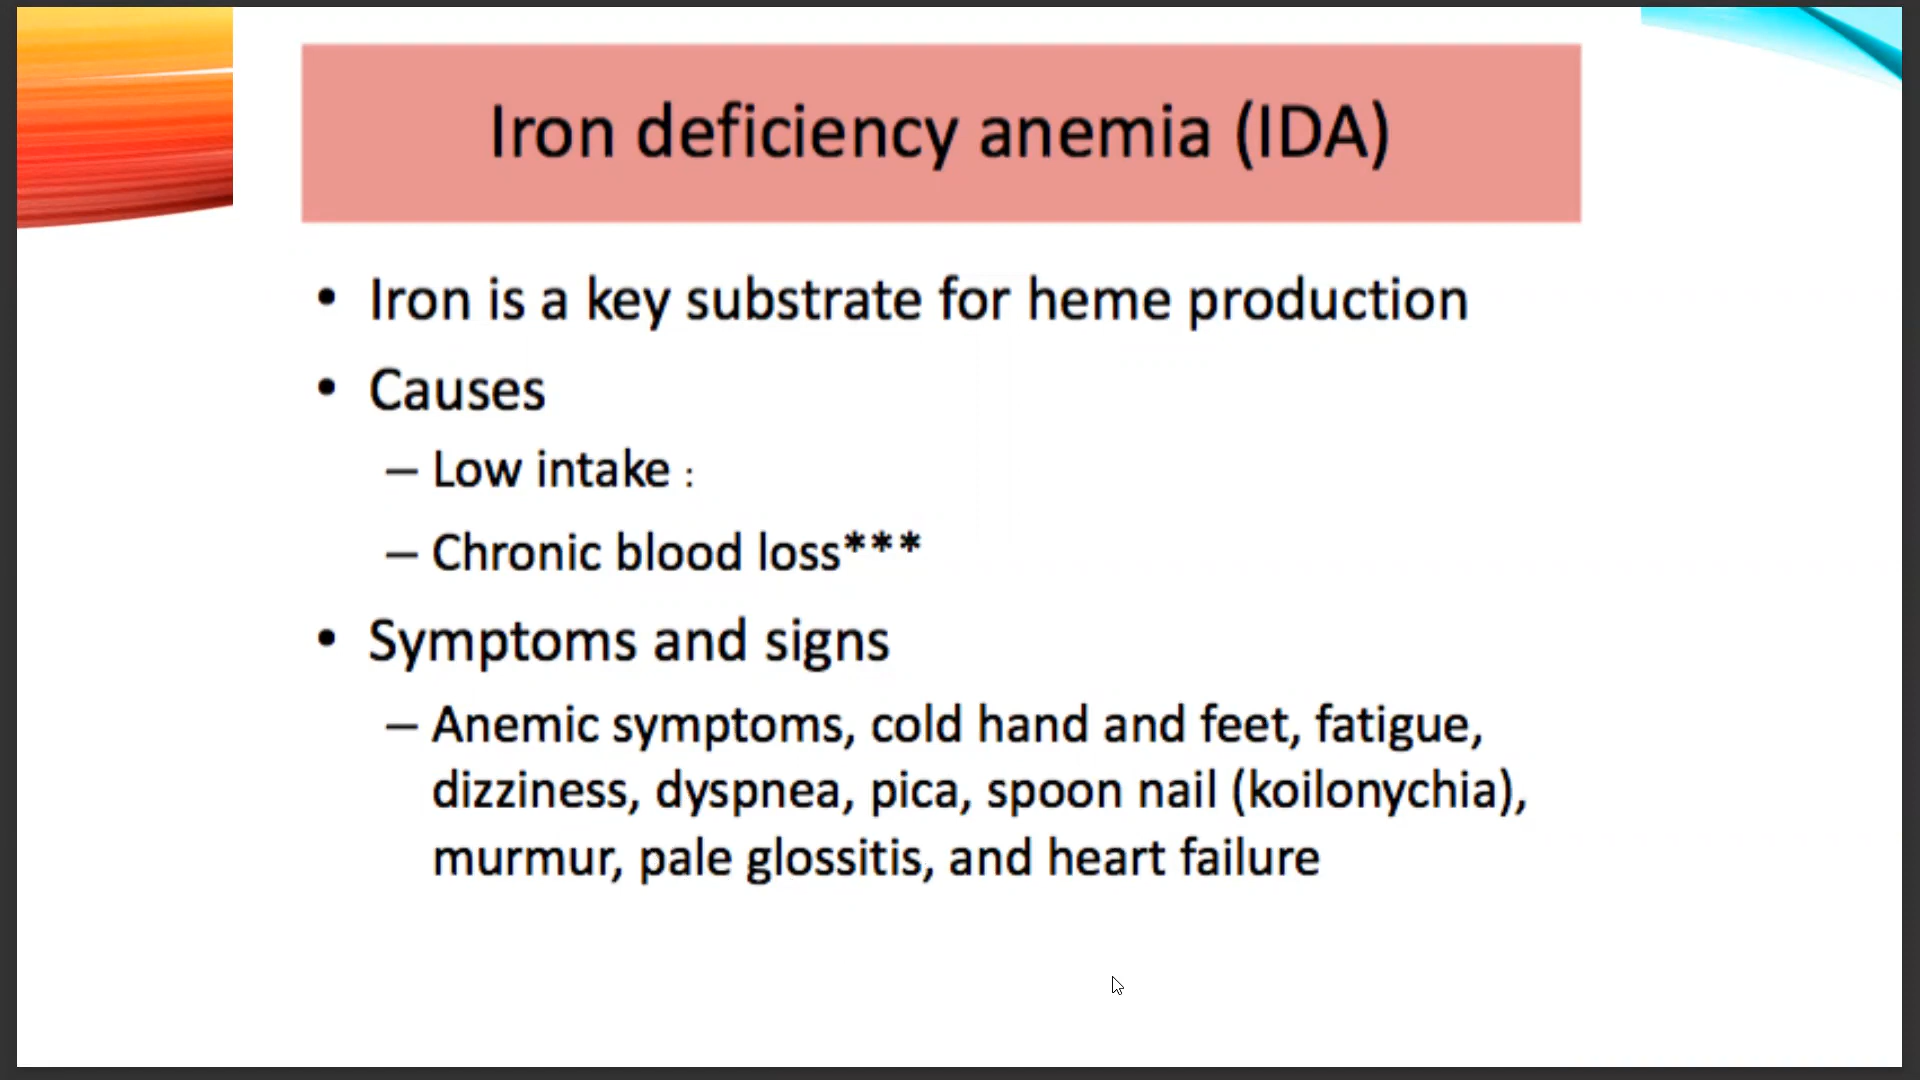 Iron deficiency anemia (IDA)
• Iron is a key substrate for heme production
• Causes
– Low intake :
– Chronic blood loss***
• Symptoms and signs
– Anemic symptoms, cold hand and feet, fatigue,
dizziness, dyspnea, pica, spoon nail (koilonychia),
murmur, pale glossitis, and heart failure